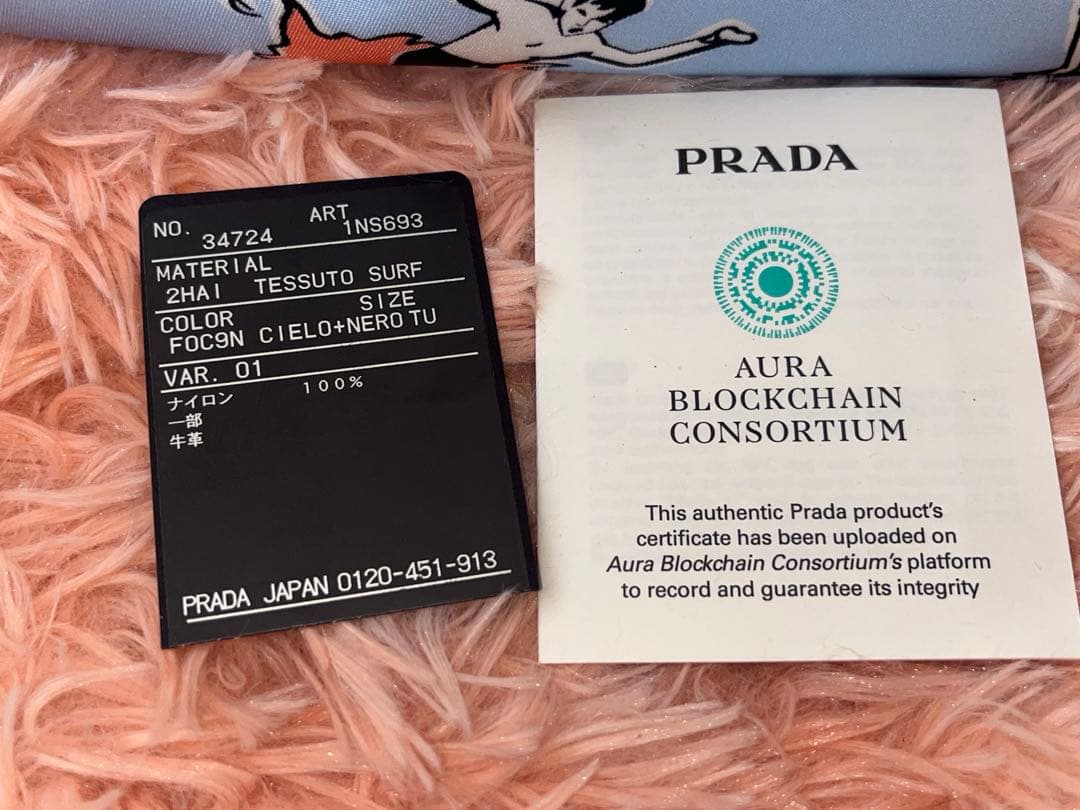 NO. 34724 ART 1NS693
MATERIAL
2HAI TESSUTO SURF
COLOR SIZE
F0C9N CIELO+NERO TU
VAR. 01
ナイロン 100%
一部
牛革
PRADA JAPAN 0120-451-913
PRADA
AURA
BLOCKCHAIN
CONSORTIUM
This authentic Prada product's
certificate has been uploaded on
Aura Blockchain Consortium's platform
to record and guarantee its integrity